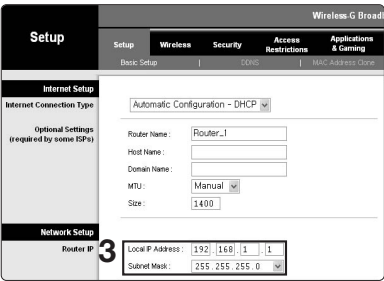 Wireless-G Broadb
Setup
Setup Wireless Security Access Restrictions Applications & Gaming
Basic Setup | DDNS | MAC Address Clone
Internet Setup
Internet Connection Type
Automatic Configuration - DHCP
Optional Settings
(required by some ISPs)
Router Name: Router_1
Host Name:
Domain Name:
MTU: Manual
Size: 1400
Network Setup
Router IP
3
Local IP Address: 192 . 168 . 1 . 1
Subnet Mask: 255.255.255.0